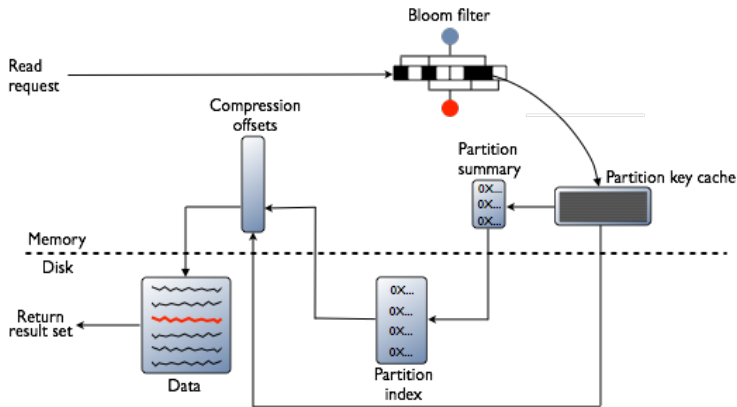 Bloom filter
Read
request
Compression
offsets
Partition
summary
Partition key cache
0X...
0X...
0X...
Memory
Disk
0X...
0X...
0X...
0X...
Return
result set
Data
Partition
index